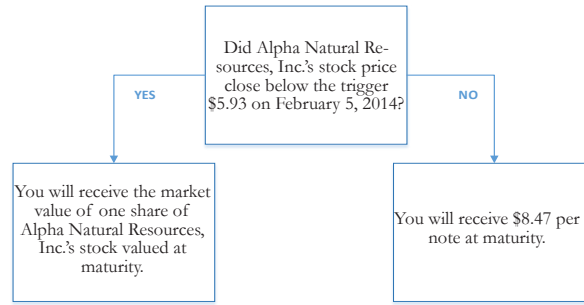 Did Alpha Natural Re-
sources, Inc.'s stock price
close below the trigger
$5.93 on February 5, 2014?
YES
NO
You will receive the market
value of one share of
Alpha Natural Resources,
Inc.'s stock valued at
maturity.
You will receive $8.47 per
note at maturity.